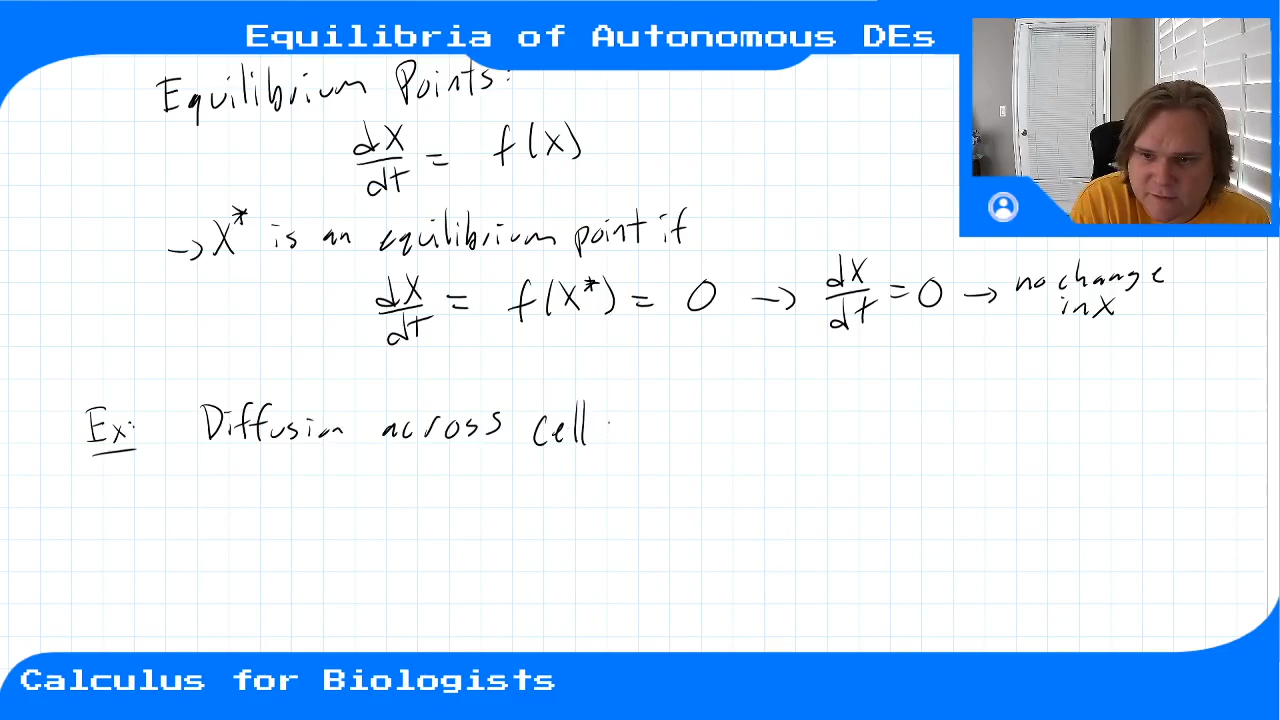 Equilibria of Autonomous DEs
Equilibrium Points:
dX/dt = f(X)
→ X* is an equilibrium point if
dX/dt = f(X*) = 0 → dX/dt = 0 → no change in X
Ex: Diffusion across cell
Calculus for Biologists